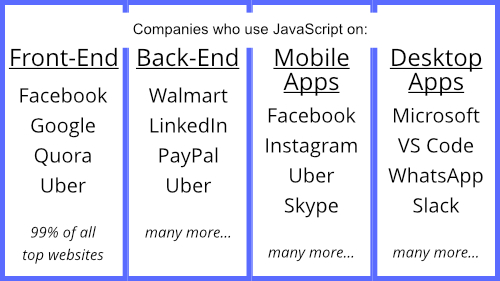 Companies who use JavaScript on:
Front-End
Facebook
Google
Quora
Uber
99% of all
top websites
Back-End
Walmart
LinkedIn
PayPal
Uber
many more...
Mobile
Apps
Facebook
Instagram
Uber
Skype
many more...
Desktop
Apps
Microsoft
VS Code
WhatsApp
Slack
many more...